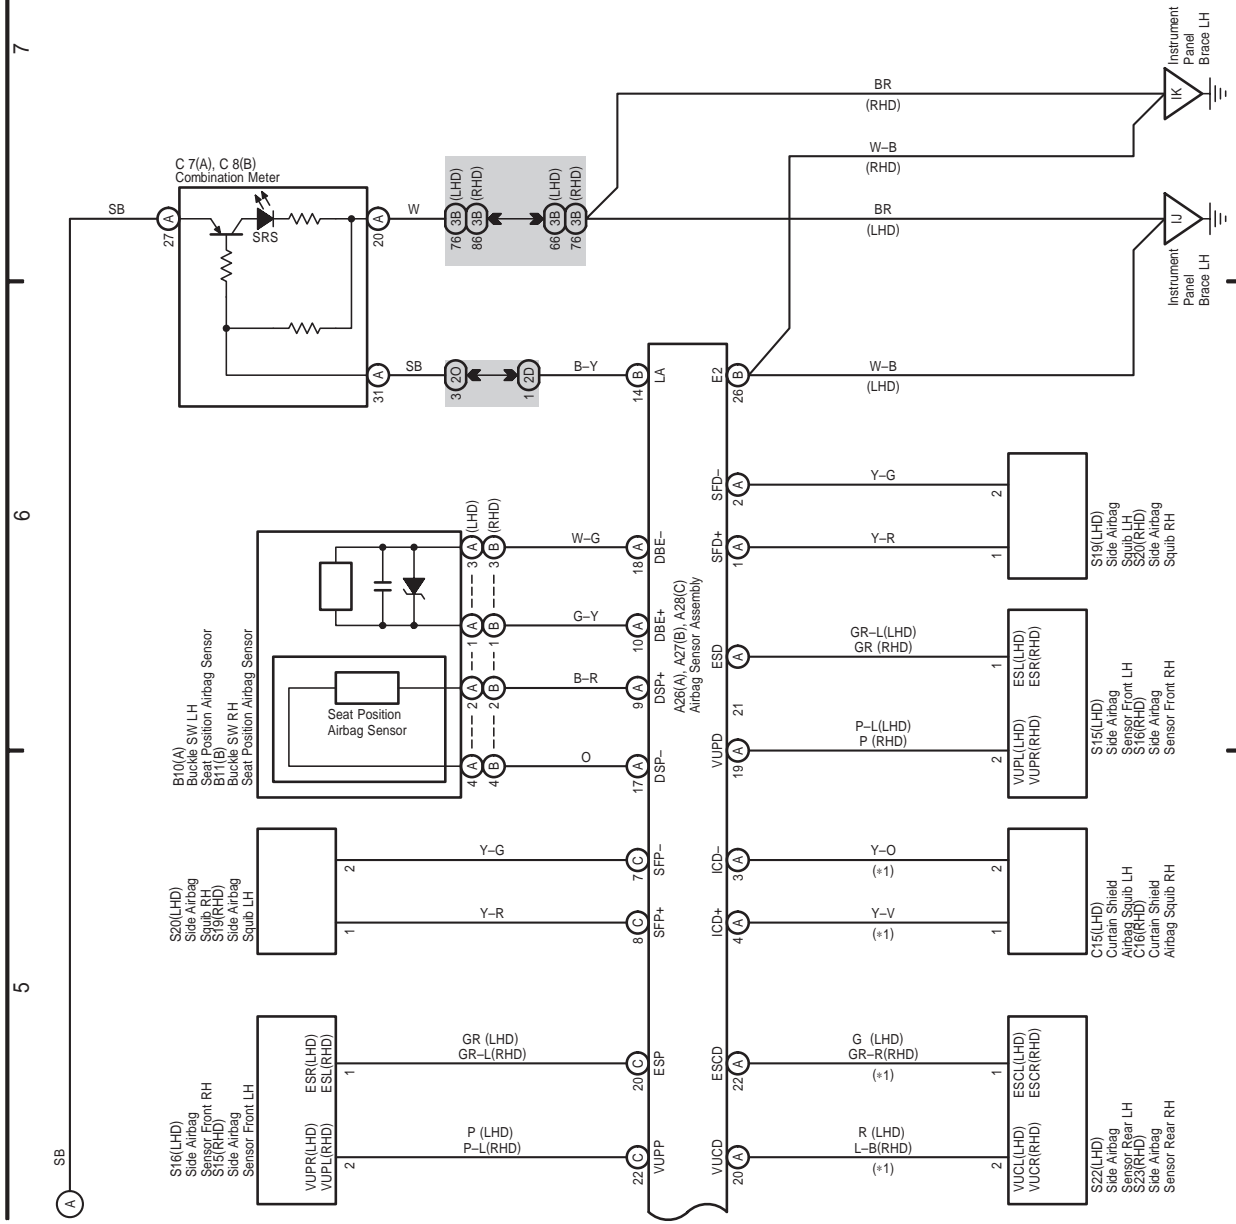 7
6
5
A
SB
SB
27 A
C 7(A), C 8(B)
Combination Meter
SRS
20 A
31 A
W
76 3B (LHD)
86 3B (RHD)
66 3B (LHD)
76 3B (RHD)
BR
(RHD)
W–B
(RHD)
BR
(LHD)
IK
Instrument
Panel
Brace LH
IJ
Instrument
Panel
Brace LH
SB
3 2O
1 2D
B–Y
14 B
LA
E2
26 B
W–B
(LHD)
B10(A)
Buckle SW LH
Seat Position Airbag Sensor
B11(B)
Buckle SW RH
Seat Position Airbag Sensor
Seat Position
Airbag Sensor
3 A (LHD)
3 B (RHD)
1 A
1 B
2 A
2 B
4 A
4 B
W–G
18 A
DBE–
G–Y
10 A
DBE+
B–R
9 A
DSP+
O
17 A
DSP–
A26(A), A27(B), A28(C)
Airbag Sensor Assembly
SFD–
2 A
Y–G
2
SFD+
1 A
Y–R
1
S19(LHD)
Side Airbag
Squib LH
S20(RHD)
Side Airbag
Squib RH
ESD
21 A
GR–L(LHD)
GR (RHD)
1
ESL(LHD)
ESR(RHD)
VUPD
19 A
P–L(LHD)
P (RHD)
2
VUPL(LHD)
VUPR(RHD)
S15(LHD)
Side Airbag
Sensor Front LH
S16(RHD)
Side Airbag
Sensor Front RH
S20(LHD)
Side Airbag
Squib RH
S19(RHD)
Side Airbag
Squib LH
2
Y–G
7 C
SFP–
1
Y–R
8 C
SFP+
ICD–
3 A
Y–O
(*1)
2
ICD+
4 A
Y–V
(*1)
1
C15(LHD)
Curtain Shield
Airbag Squib LH
C16(RHD)
Curtain Shield
Airbag Squib RH
S16(LHD)
Side Airbag
Sensor Front RH
S15(RHD)
Side Airbag
Sensor Front LH
ESR(LHD)
ESL(RHD)
1
GR (LHD)
GR–L(RHD)
20 C
ESP
VUPR(LHD)
VUPL(RHD)
2
P (LHD)
P–L(RHD)
22 C
VUPP
ESCD
22 A
G (LHD)
GR–R(RHD)
(*1)
1
ESCL(LHD)
ESCR(RHD)
VUCD
20 A
R (LHD)
L–B(RHD)
(*1)
2
VUCL(LHD)
VUCR(RHD)
S22(LHD)
Side Airbag
Sensor Rear LH
S23(RHD)
Side Airbag
Sensor Rear RH